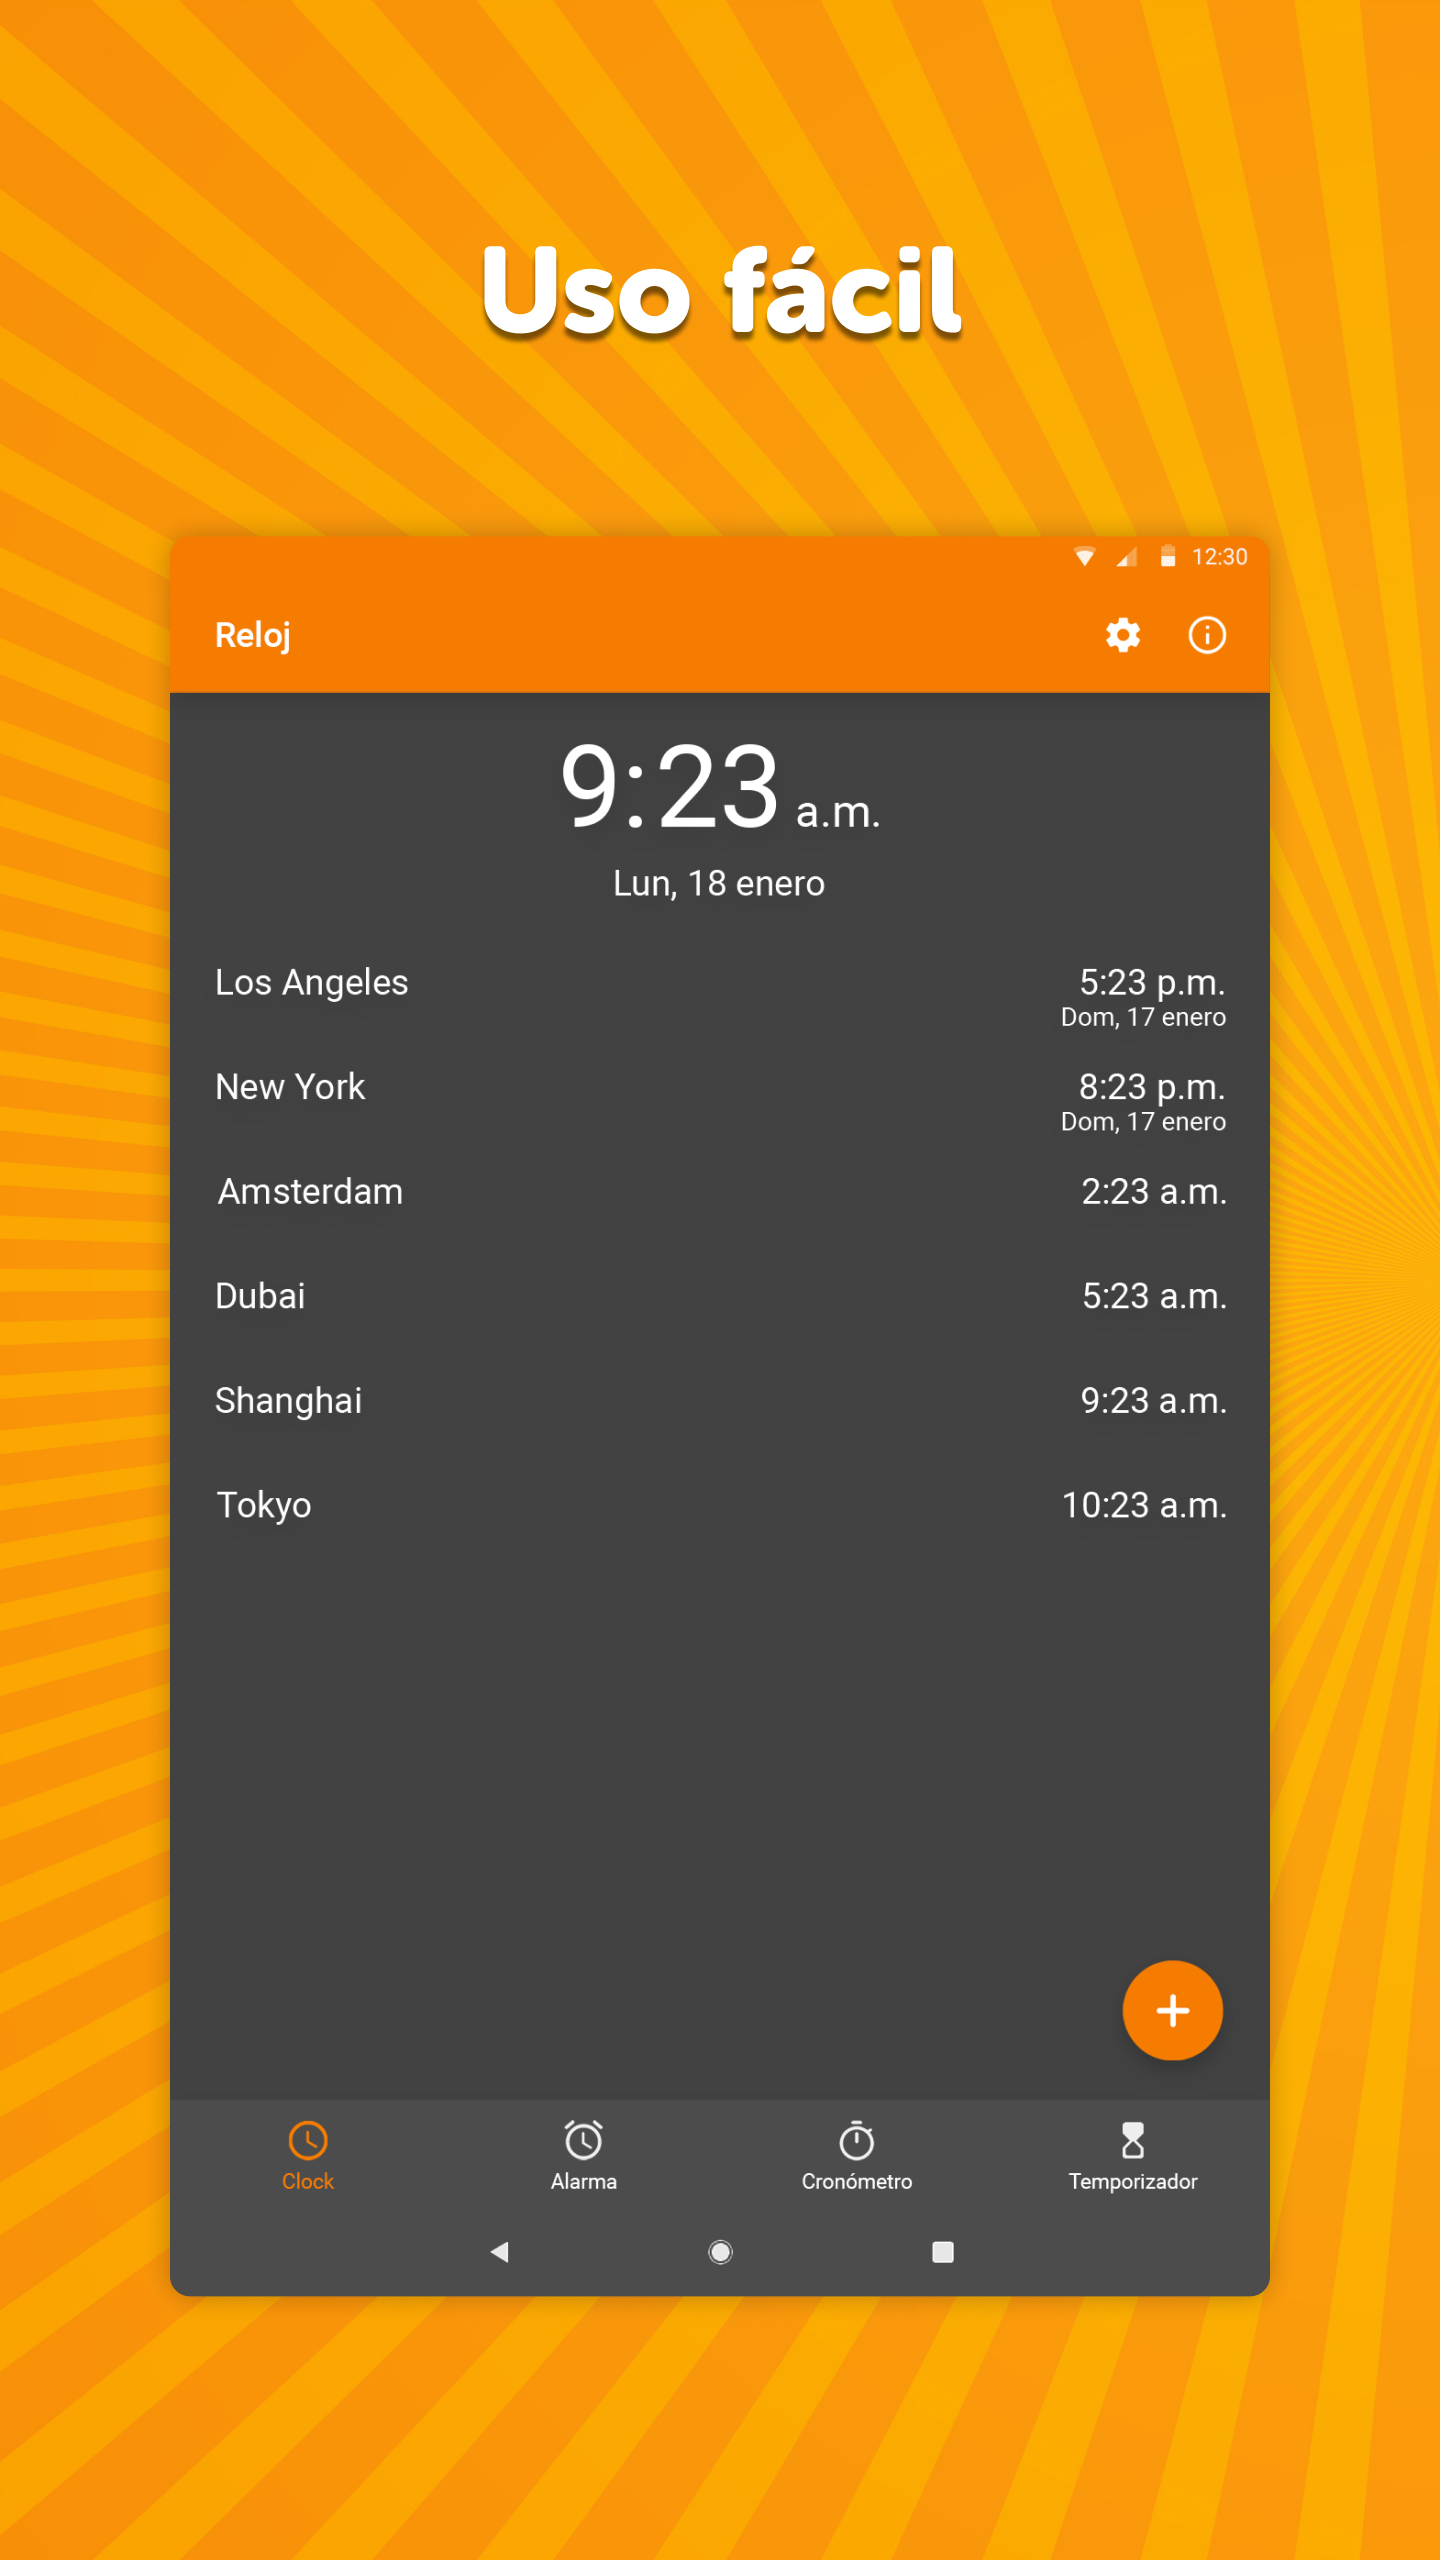 Uso fácil
12:30
Reloj
9:23 a.m.
Lun, 18 enero
Los Angeles 5:23 p.m.
Dom, 17 enero
New York 8:23 p.m.
Dom, 17 enero
Amsterdam 2:23 a.m.
Dubai 5:23 a.m.
Shanghai 9:23 a.m.
Tokyo 10:23 a.m.
Clock Alarma Cronómetro Temporizador